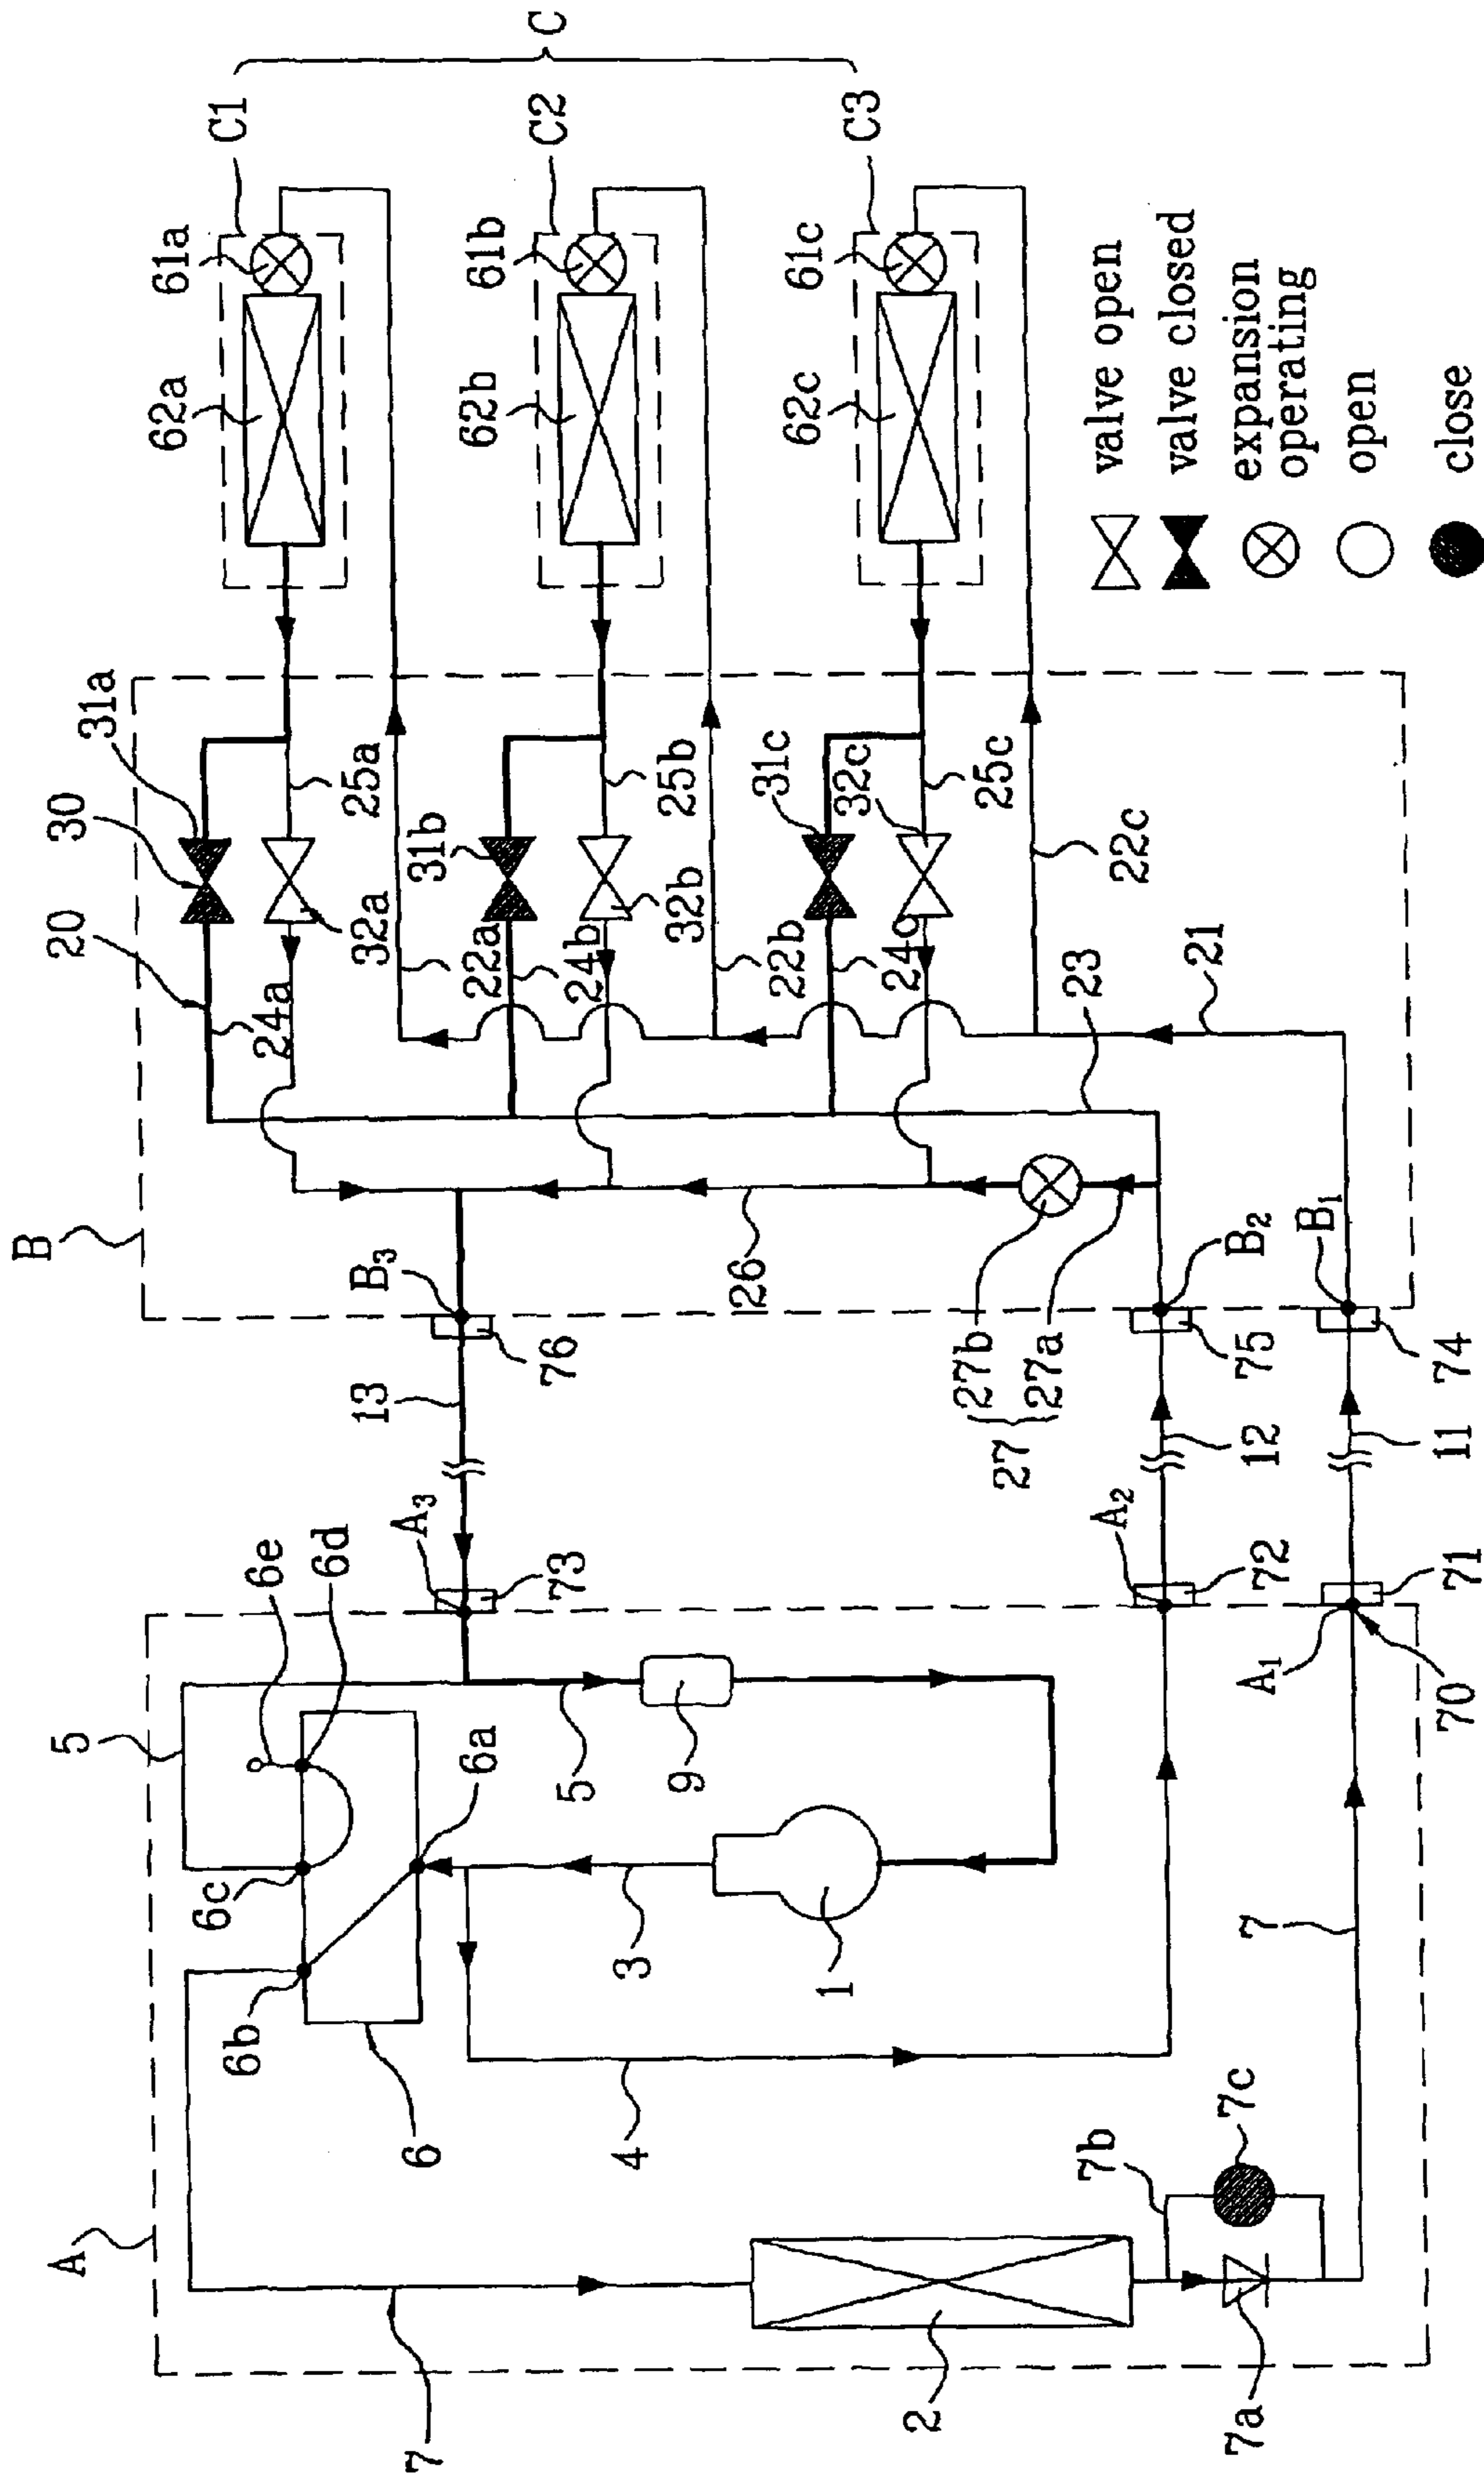 C
C1
C2
C3
61a
61b
61c
62a
62b
62c
valve open
valve closed
expansion
operating
open
close
31a
30
20
25a
32a
24a
31b
25b
22a
24b
32b
31c
32c
25c
22b
24c
22c
23
21
B
B3
76
13
26
27b
27a
27
B2
75
B1
74
12
11
A3
73
A2
72
71
A1
70
6e
6d
5
6a
5
9
6c
6b
6
3
1
4
7
A
7b
7c
7a
2
7